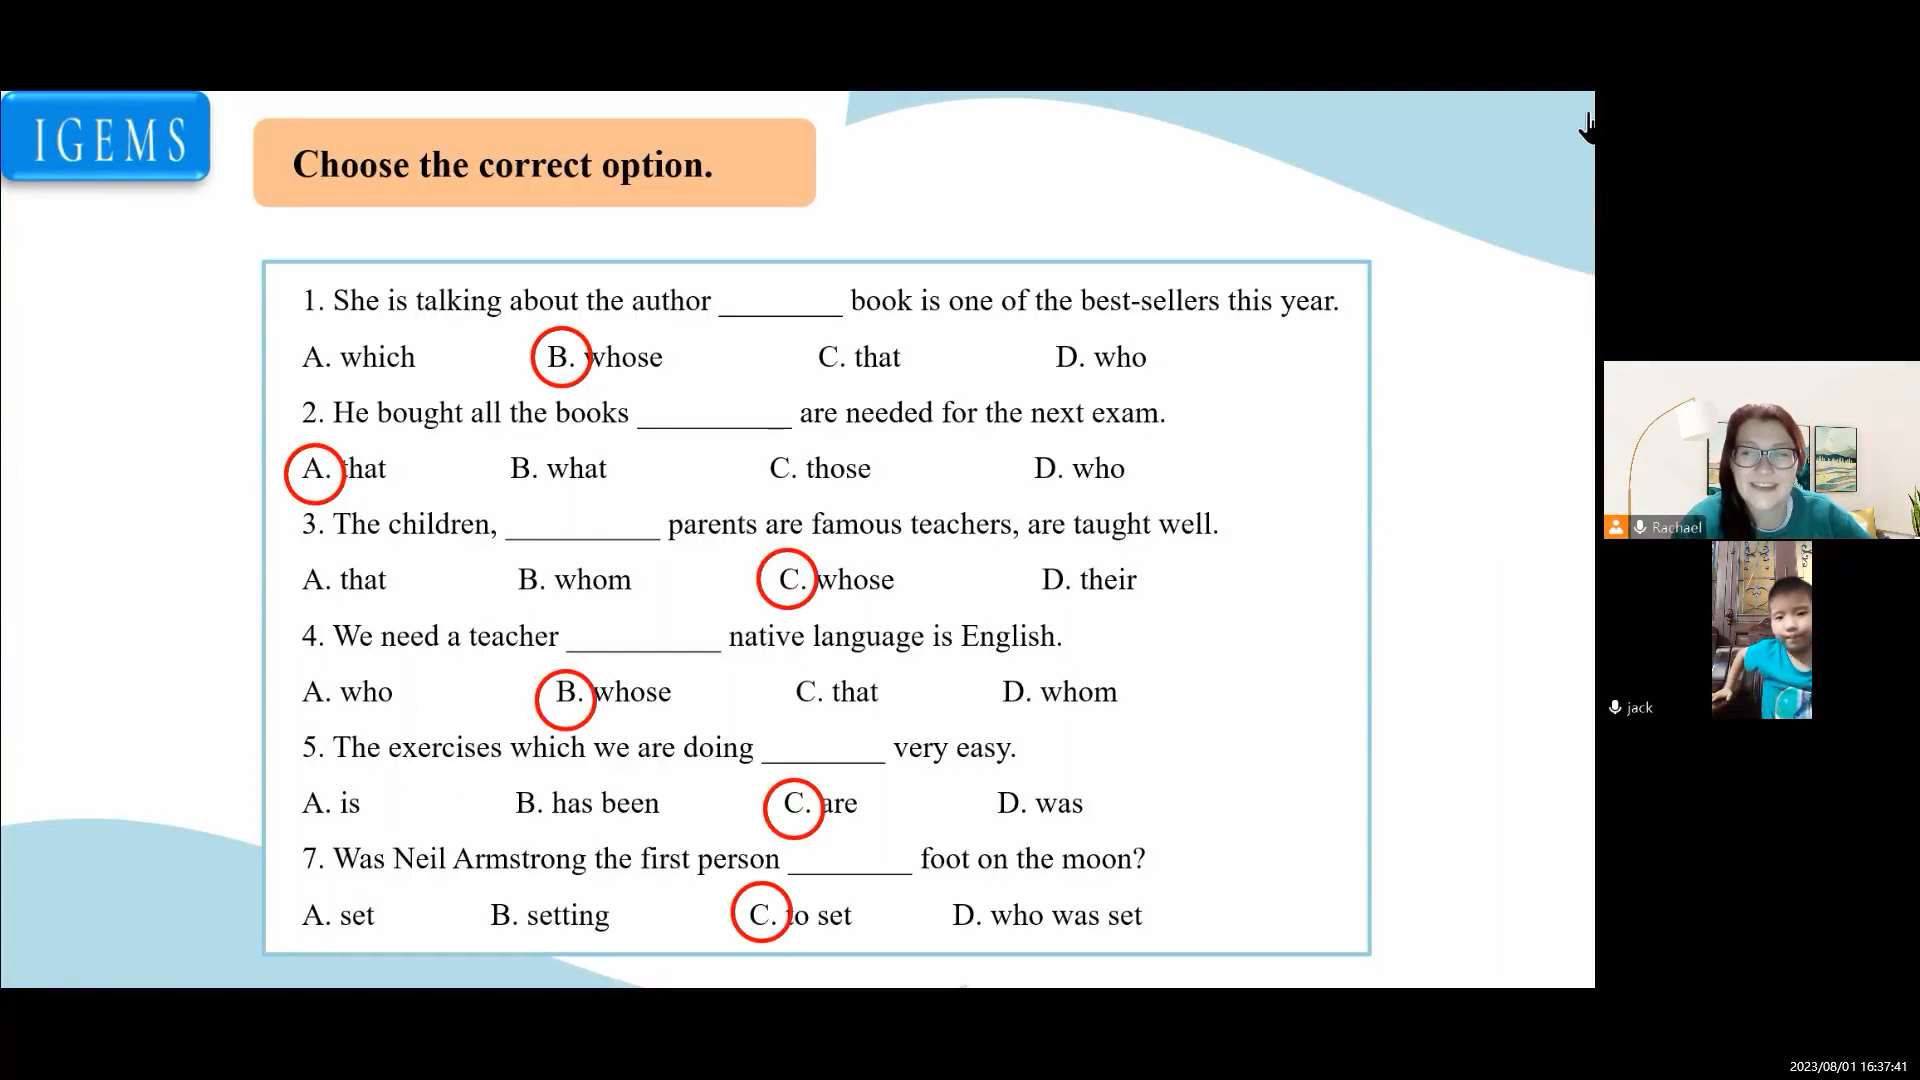 IGEMS
Choose the correct option.
1. She is talking about the author ________ book is one of the best-sellers this year.
A. which B. whose C. that D. who
2. He bought all the books __________ are needed for the next exam.
A. that B. what C. those D. who
3. The children, __________ parents are famous teachers, are taught well.
A. that B. whom C. whose D. their
4. We need a teacher __________ native language is English.
A. who B. whose C. that D. whom
5. The exercises which we are doing ________ very easy.
A. is B. has been C. are D. was
7. Was Neil Armstrong the first person ________ foot on the moon?
A. set B. setting C. to set D. who was set
Rachael
jack
2023/08/01 16:37:41